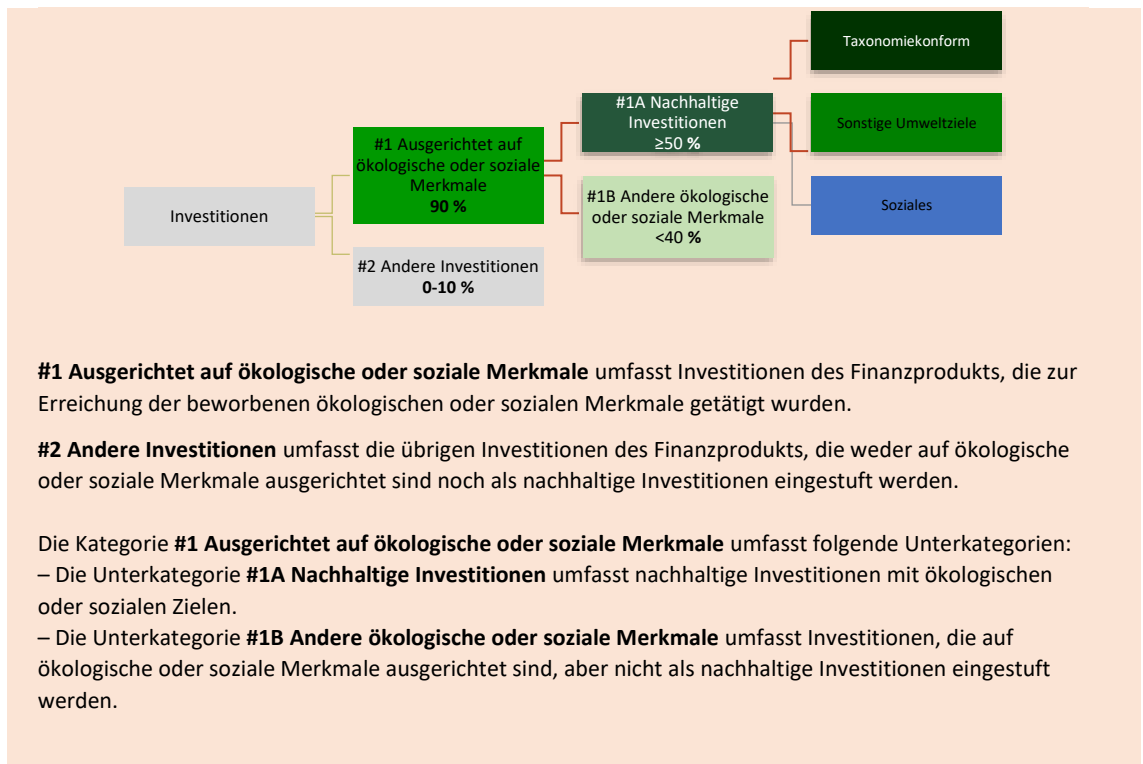 Taxonomiekonform
#1A Nachhaltige
Investitionen
≥50 %
Sonstige Umweltziele
#1 Ausgerichtet auf
ökologische oder soziale
Merkmale
90 %
#1B Andere ökologische
oder soziale Merkmale
<40 %
Soziales
Investitionen
#2 Andere Investitionen
0-10 %
#1 Ausgerichtet auf ökologische oder soziale Merkmale umfasst Investitionen des Finanzprodukts, die zur
Erreichung der beworbenen ökologischen oder sozialen Merkmale getätigt wurden.
#2 Andere Investitionen umfasst die übrigen Investitionen des Finanzprodukts, die weder auf ökologische
oder soziale Merkmale ausgerichtet sind noch als nachhaltige Investitionen eingestuft werden.
Die Kategorie #1 Ausgerichtet auf ökologische oder soziale Merkmale umfasst folgende Unterkategorien:
– Die Unterkategorie #1A Nachhaltige Investitionen umfasst nachhaltige Investitionen mit ökologischen
oder sozialen Zielen.
– Die Unterkategorie #1B Andere ökologische oder soziale Merkmale umfasst Investitionen, die auf
ökologische oder soziale Merkmale ausgerichtet sind, aber nicht als nachhaltige Investitionen eingestuft
werden.